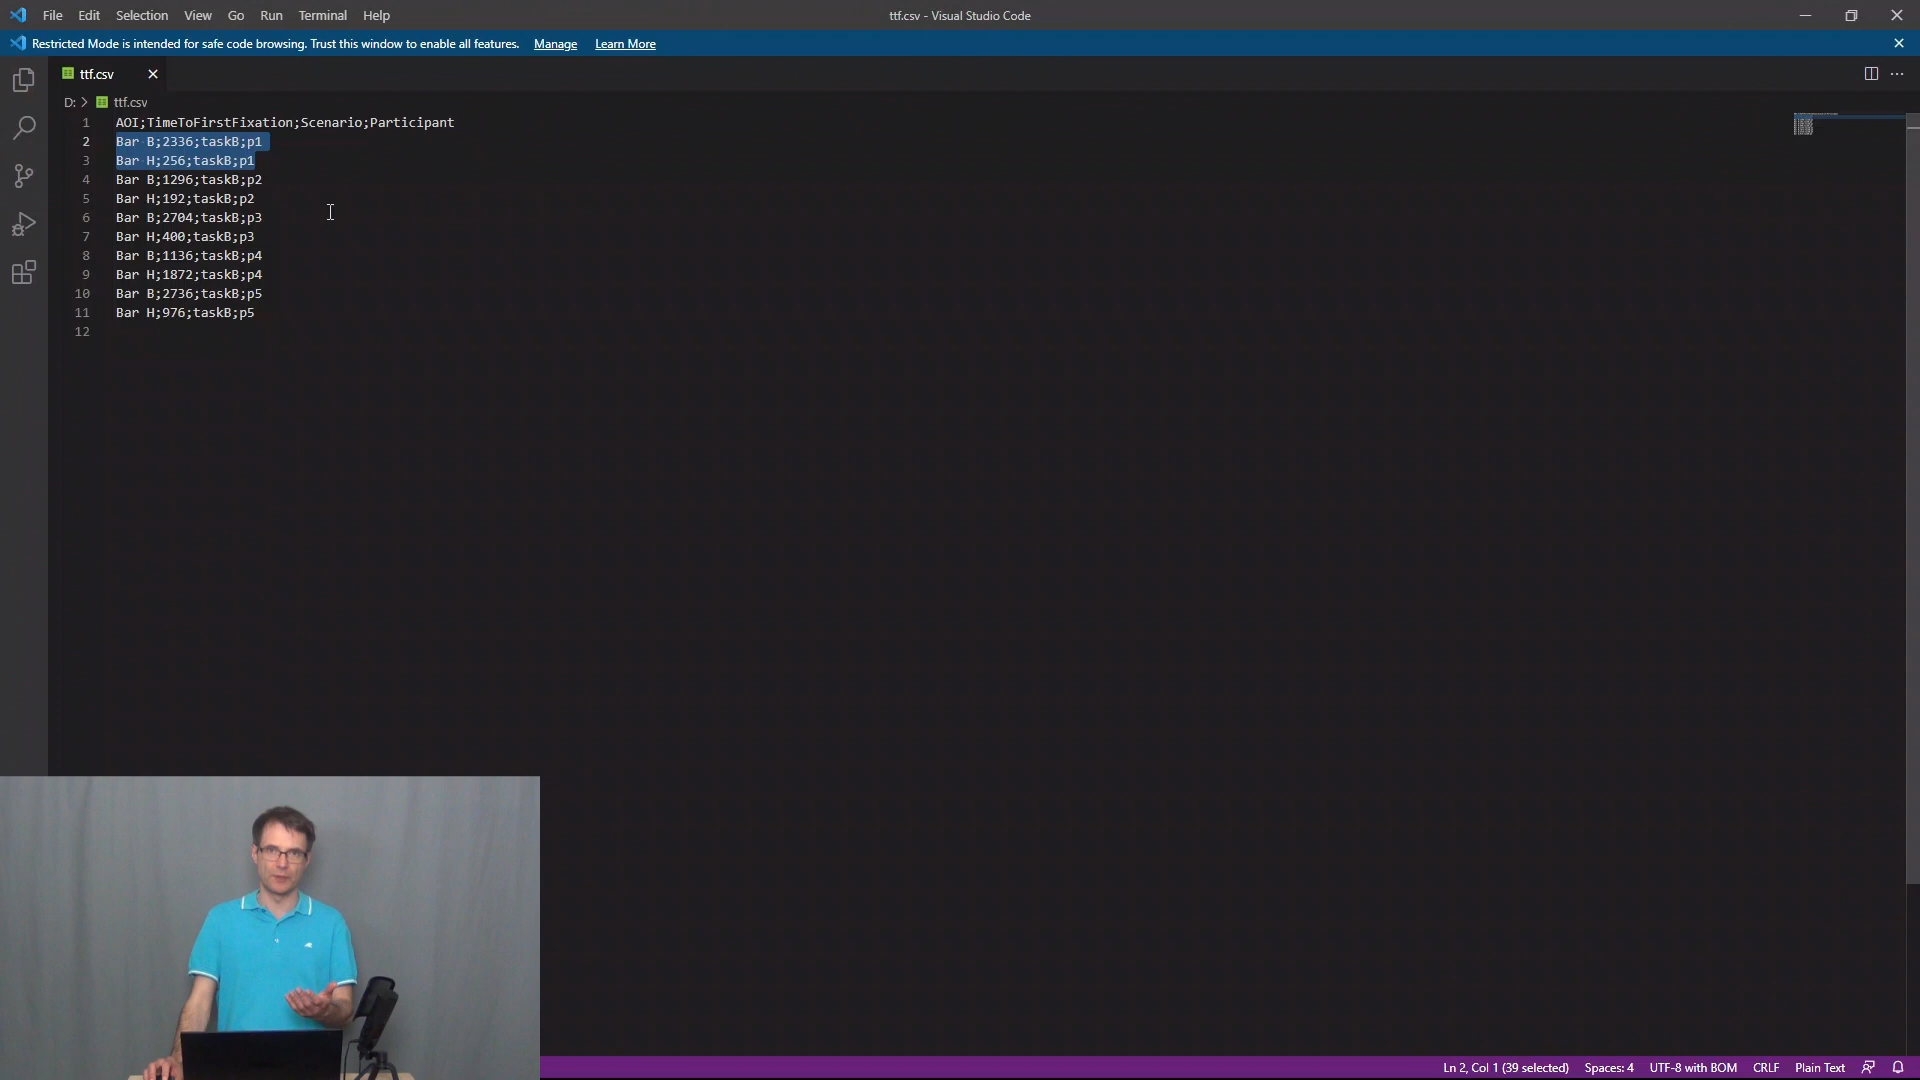 File Edit Selection View Go Run Terminal Help
ttf.csv - Visual Studio Code
Restricted Mode is intended for safe code browsing. Trust this window to enable all features. Manage Learn More
ttf.csv
D: > ttf.csv
1 AOI;TimeToFirstFixation;Scenario;Participant
2 Bar B;2336;taskB;p1
3 Bar H;256;taskB;p1
4 Bar B;1296;taskB;p2
5 Bar H;192;taskB;p2
6 Bar B;2704;taskB;p3
7 Bar H;400;taskB;p3
8 Bar B;1136;taskB;p4
9 Bar H;1872;taskB;p4
10 Bar B;2736;taskB;p5
11 Bar H;976;taskB;p5
12
Ln 2, Col 1 (39 selected) Spaces: 4 UTF-8 with BOM CRLF Plain Text